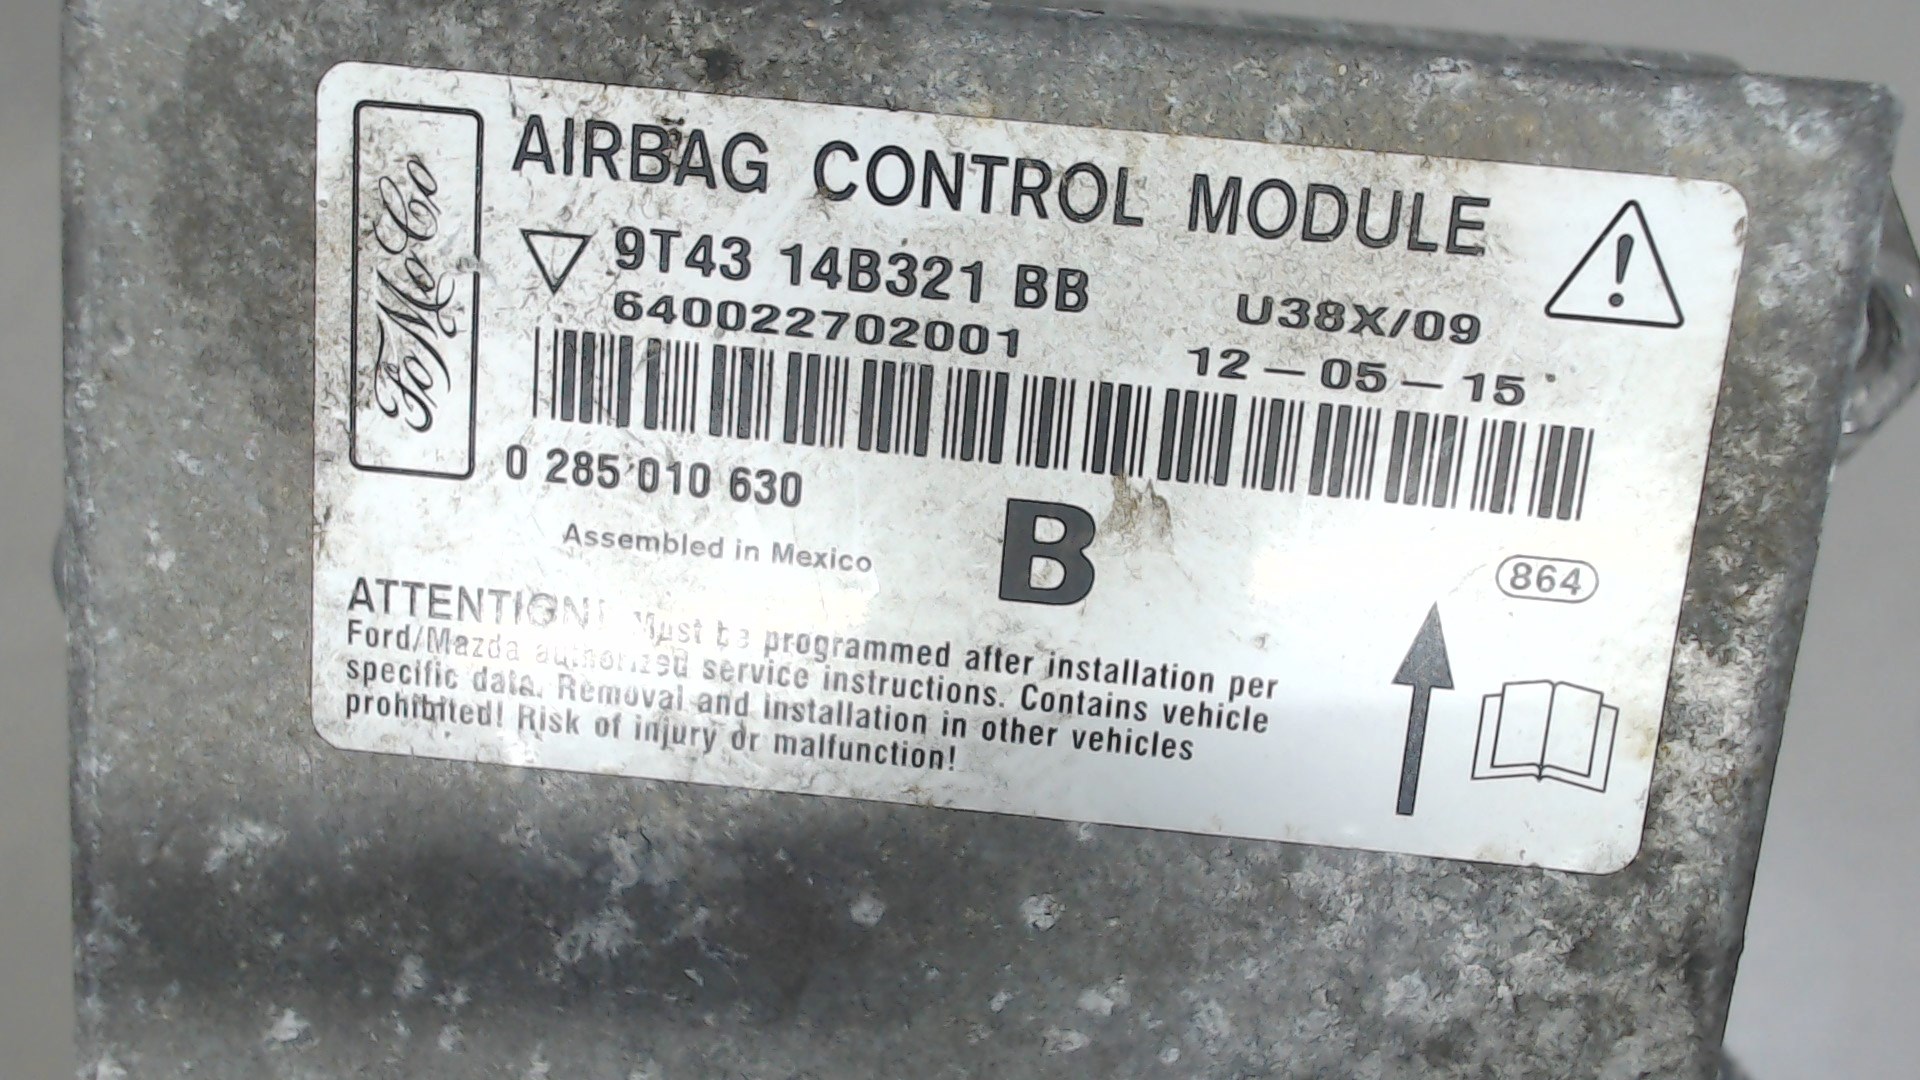 FoMoCo
AIRBAG CONTROL MODULE
9T43 14B321 BB
U38X/09
640022702001
12-05-15
0 285 010 630
B
Assembled in Mexico
864
ATTENTION! Must be programmed after installation per
Ford/Mazda authorized service instructions. Contains vehicle
specific data. Removal and installation in other vehicles
prohibited! Risk of injury or malfunction!